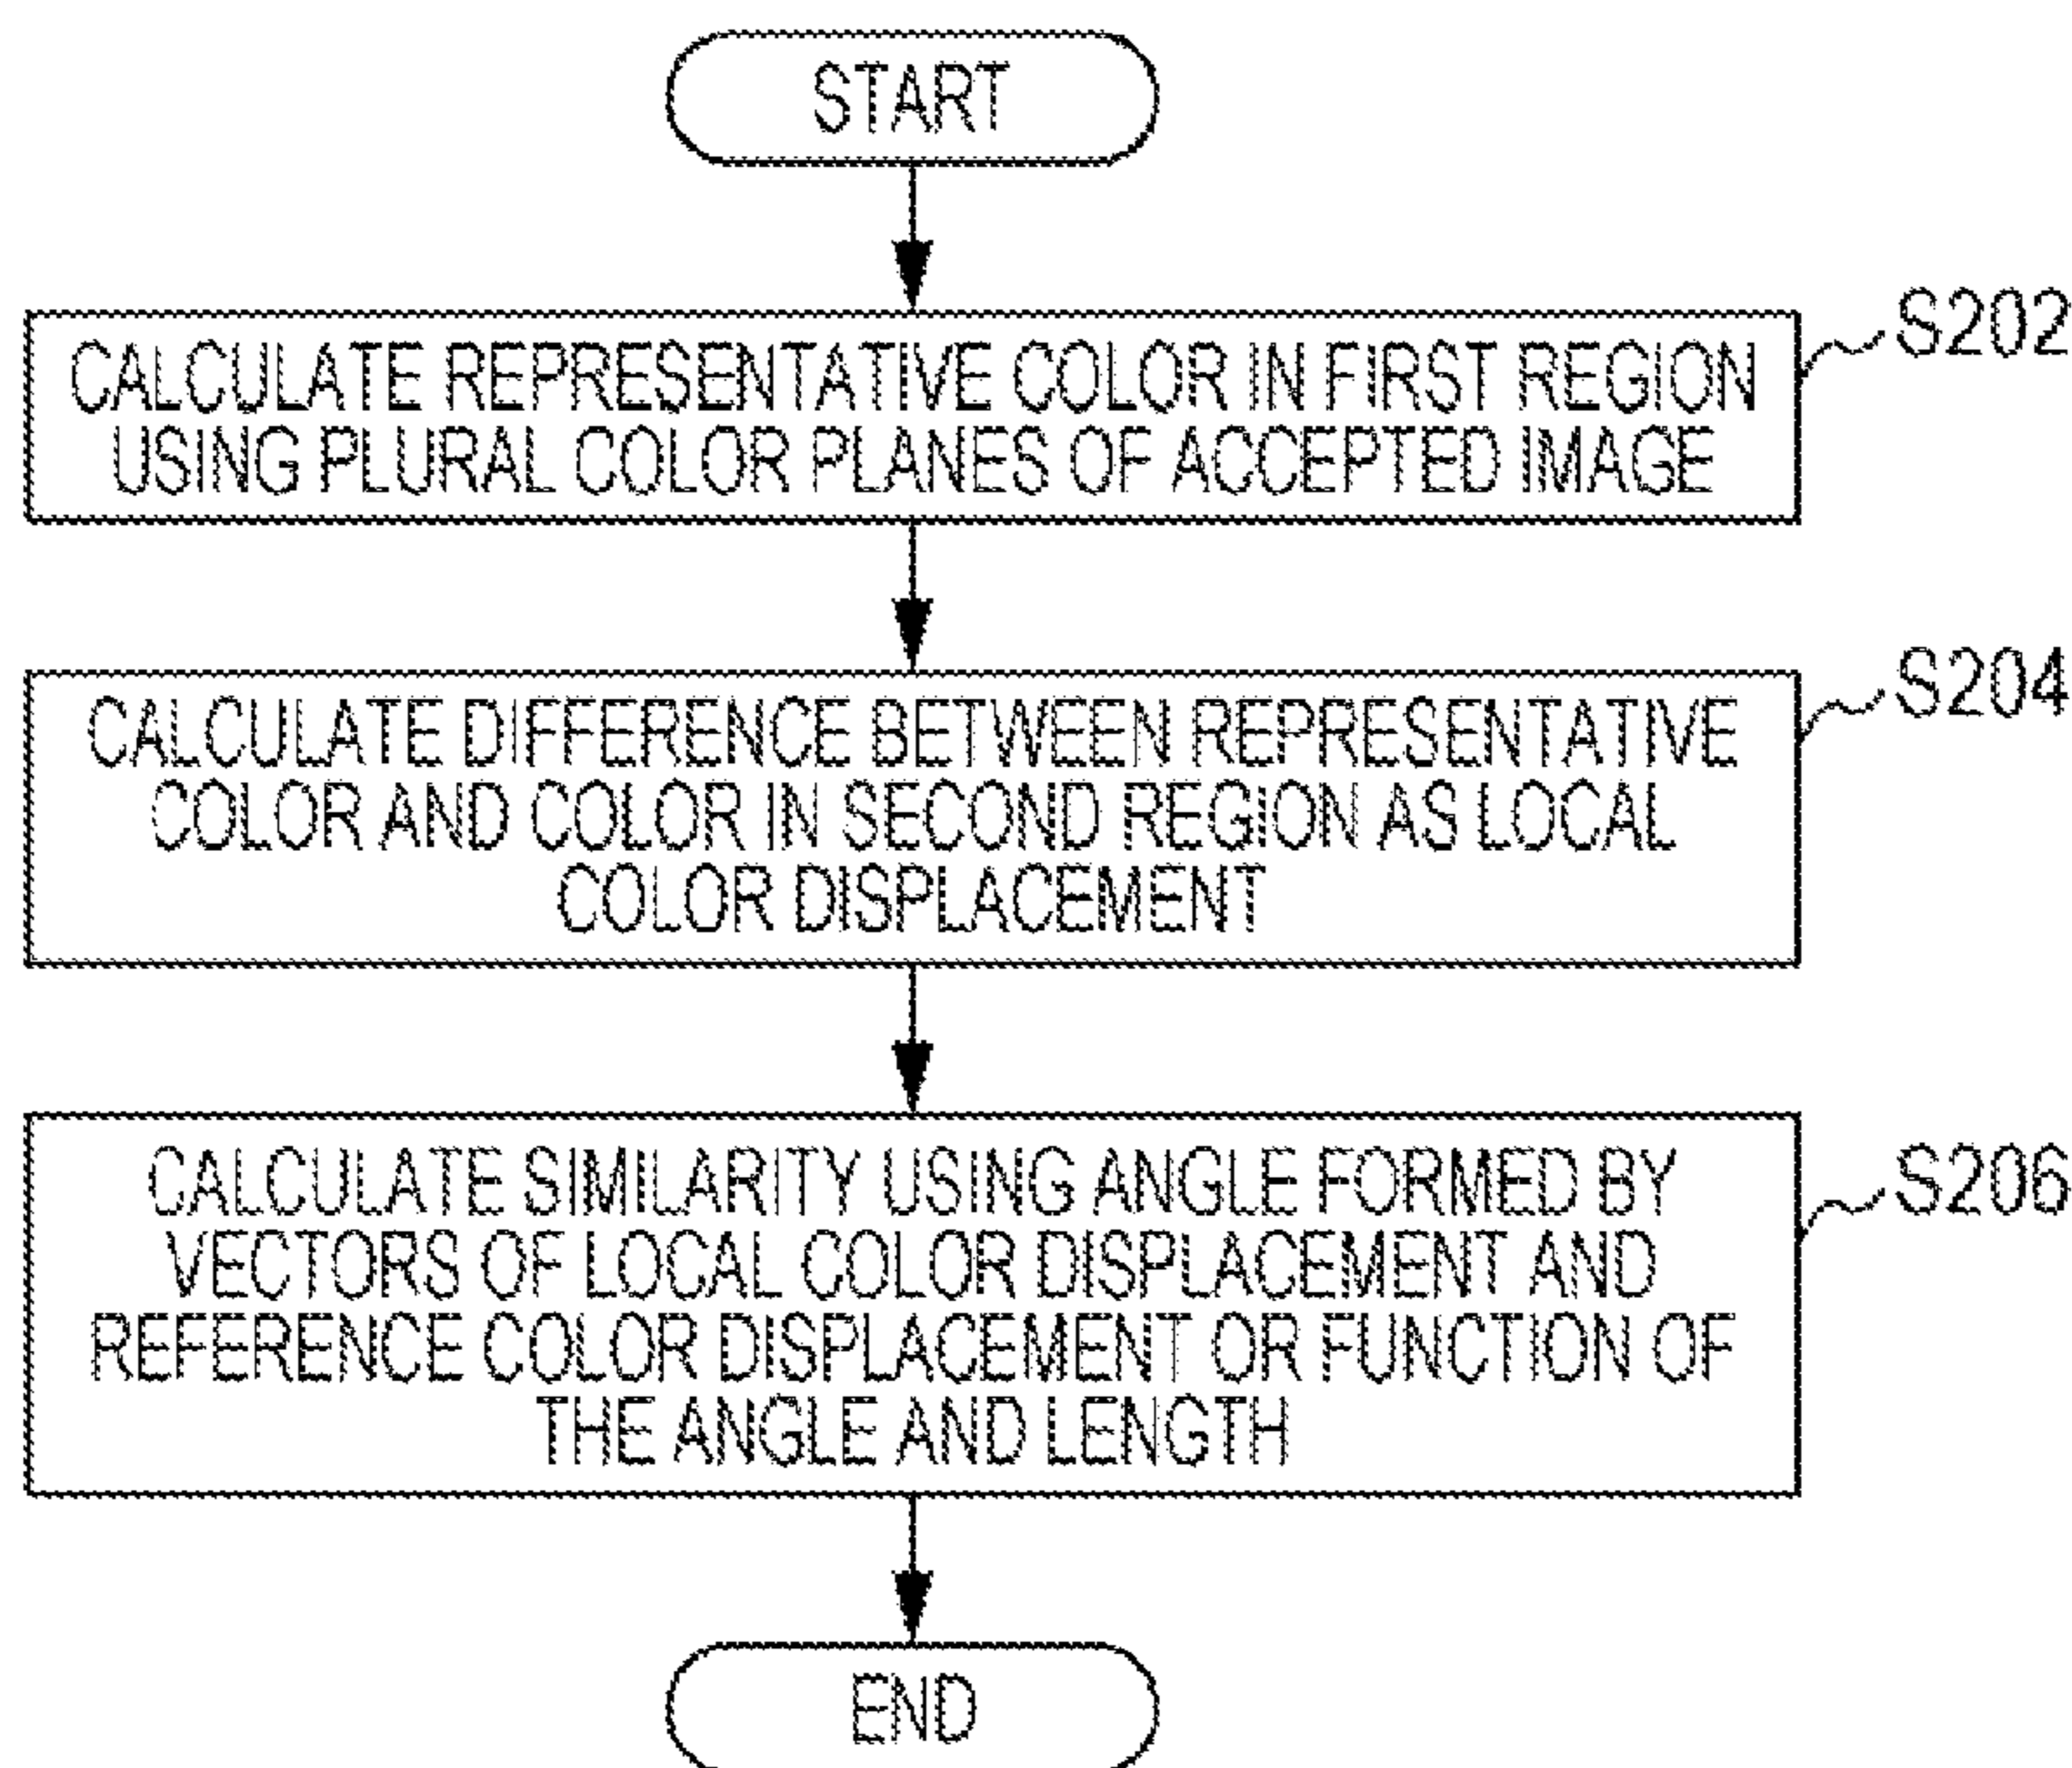 START
CALCULATE REPRESENTATIVE COLOR IN FIRST REGION
USING PLURAL COLOR PLANES OF ACCEPTED IMAGE
S202
CALCULATE DIFFERENCE BETWEEN REPRESENTATIVE
COLOR AND COLOR IN SECOND REGION AS LOCAL
COLOR DISPLACEMENT
S204
CALCULATE SIMILARITY USING ANGLE FORMED BY
VECTORS OF LOCAL COLOR DISPLACEMENT AND
REFERENCE COLOR DISPLACEMENT OR FUNCTION OF
THE ANGLE AND LENGTH
S206
END